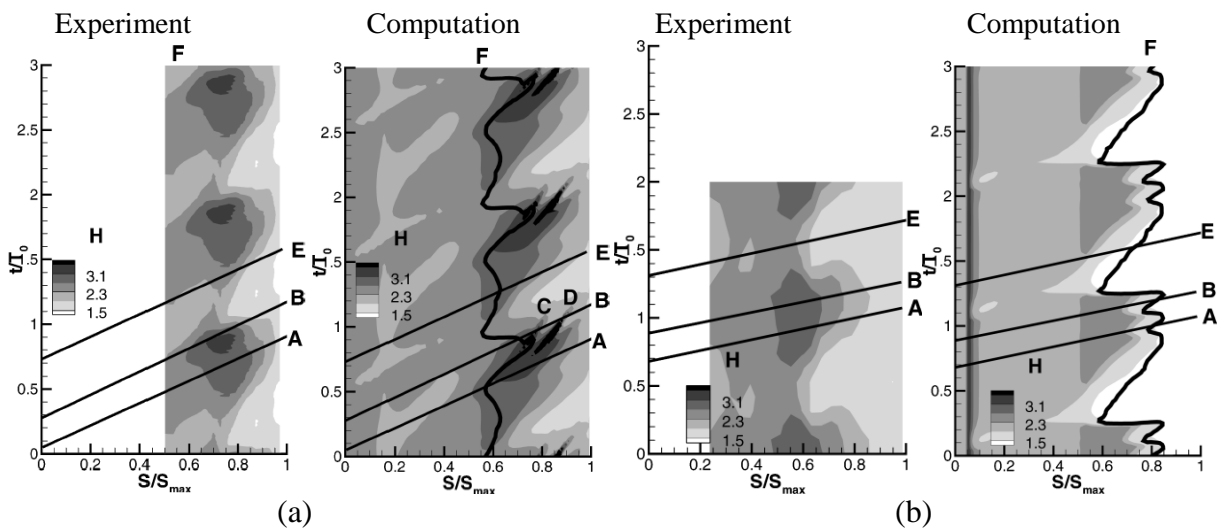 Experiment
F
3
2.5
2
1.5
1
0.5
0
t/T₀
H
3.1
2.3
1.5
E
B
A
0 0.2 0.4 0.6 0.8 1
S/Smax
Computation
F
3
2.5
2
1.5
1
0.5
0
t/T₀
H
3.1
2.3
1.5
E
C D B
A
0 0.2 0.4 0.6 0.8 1
S/Smax
(a)
Experiment
3
2.5
2
1.5
1
0.5
0
t/T₀
E
B
A
H
3.1
2.3
1.5
0 0.2 0.4 0.6 0.8 1
S/Smax
Computation
F
3
2.5
2
1.5
1
0.5
0
t/T₀
E
B
A
H
3.1
2.3
1.5
0 0.2 0.4 0.6 0.8 1
S/Smax
(b)